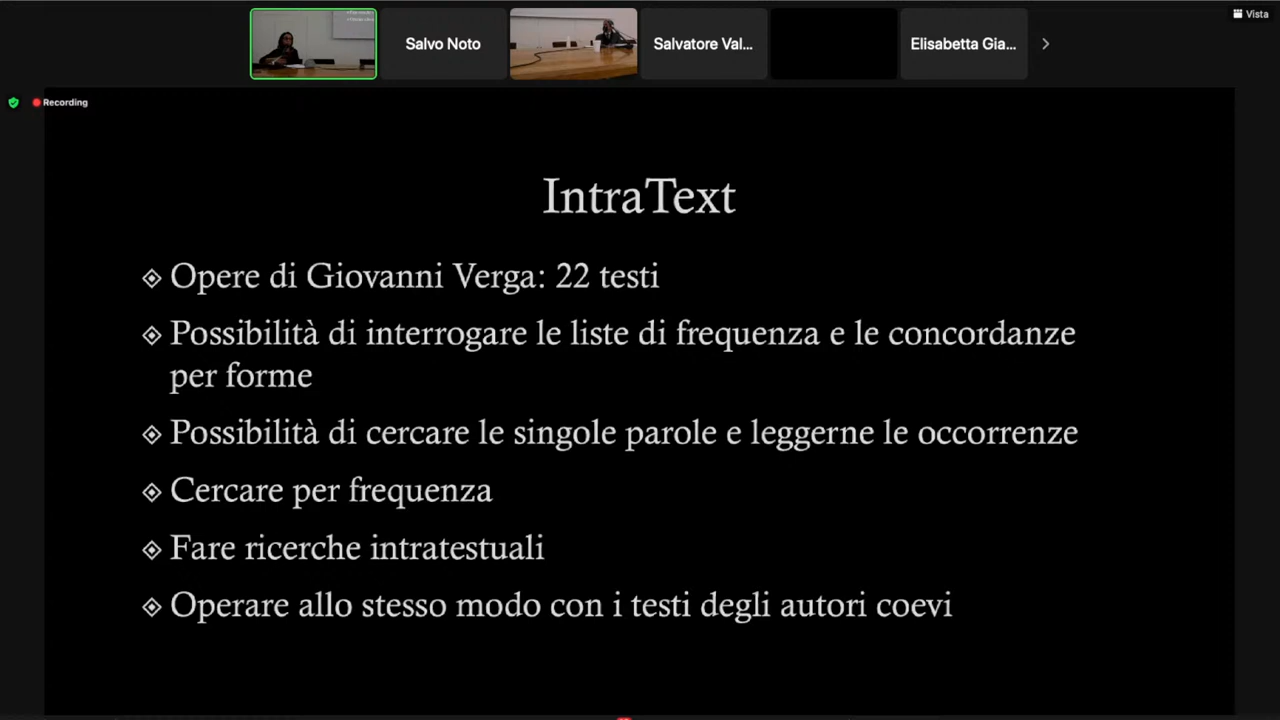 Vista
Salvo Noto
Salvatore Val...
Elisabetta Gia...
Recording
IntraText
Opere di Giovanni Verga: 22 testi
Possibilità di interrogare le liste di frequenza e le concordanze
per forme
Possibilità di cercare le singole parole e leggerne le occorrenze
Cercare per frequenza
Fare ricerche intratestuali
Operare allo stesso modo con i testi degli autori coevi